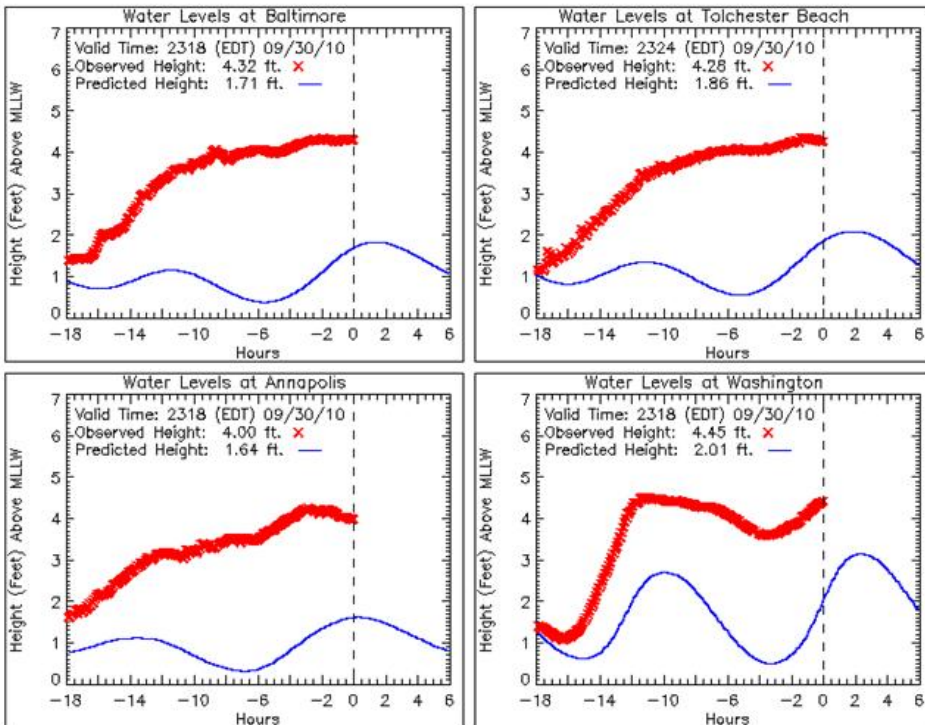 Water Levels at Baltimore
Valid Time: 2318 (EDT) 09/30/10
Observed Height: 4.32 ft. ×
Predicted Height: 1.71 ft.
Height (Feet) Above MLLW
7
6
5
4
3
2
1
0
-18 -14 -10 -6 -2 0 2 4 6
Hours
Water Levels at Tolchester Beach
Valid Time: 2324 (EDT) 09/30/10
Observed Height: 4.28 ft. ×
Predicted Height: 1.86 ft.
Height (Feet) Above MLLW
7
6
5
4
3
2
1
0
-18 -14 -10 -6 -2 0 2 4 6
Hours
Water Levels at Annapolis
Valid Time: 2318 (EDT) 09/30/10
Observed Height: 4.00 ft. ×
Predicted Height: 1.64 ft.
Height (Feet) Above MLLW
7
6
5
4
3
2
1
0
-18 -14 -10 -6 -2 0 2 4 6
Hours
Water Levels at Washington
Valid Time: 2318 (EDT) 09/30/10
Observed Height: 4.45 ft. ×
Predicted Height: 2.01 ft.
Height (Feet) Above MLLW
7
6
5
4
3
2
1
0
-18 -14 -10 -6 -2 0 2 4 6
Hours